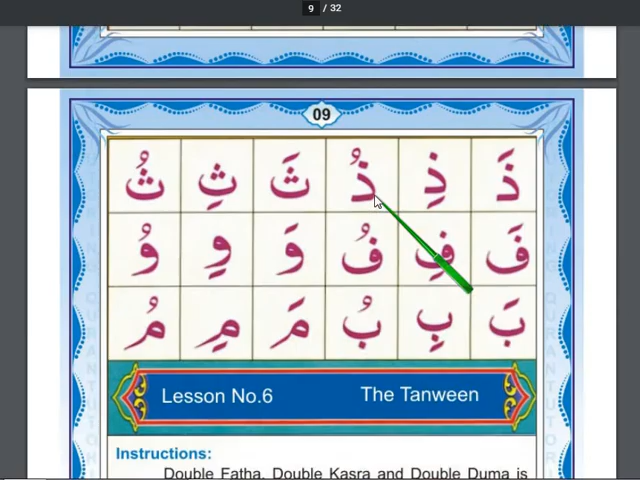 9 / 32
09
ذَ ذِ ذُ ثَ ثِ ثُ
فَ فِ فُ وَ وِ وُ
بَ بِ بُ مَ مِ مُ
Lesson No.6 The Tanween
Instructions:
Double Fatha, Double Kasra and Double Duma is